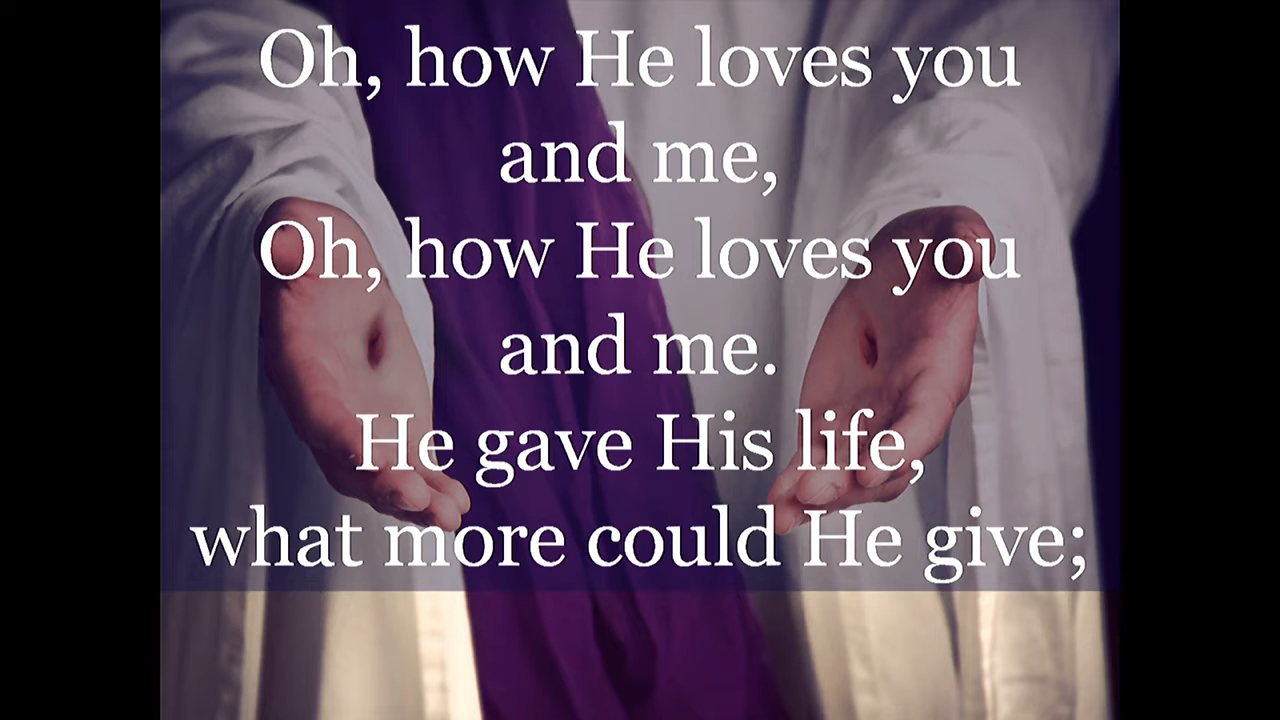 Oh, how He loves you
and me,
Oh, how He loves you
and me.
He gave His life,
what more could He give;